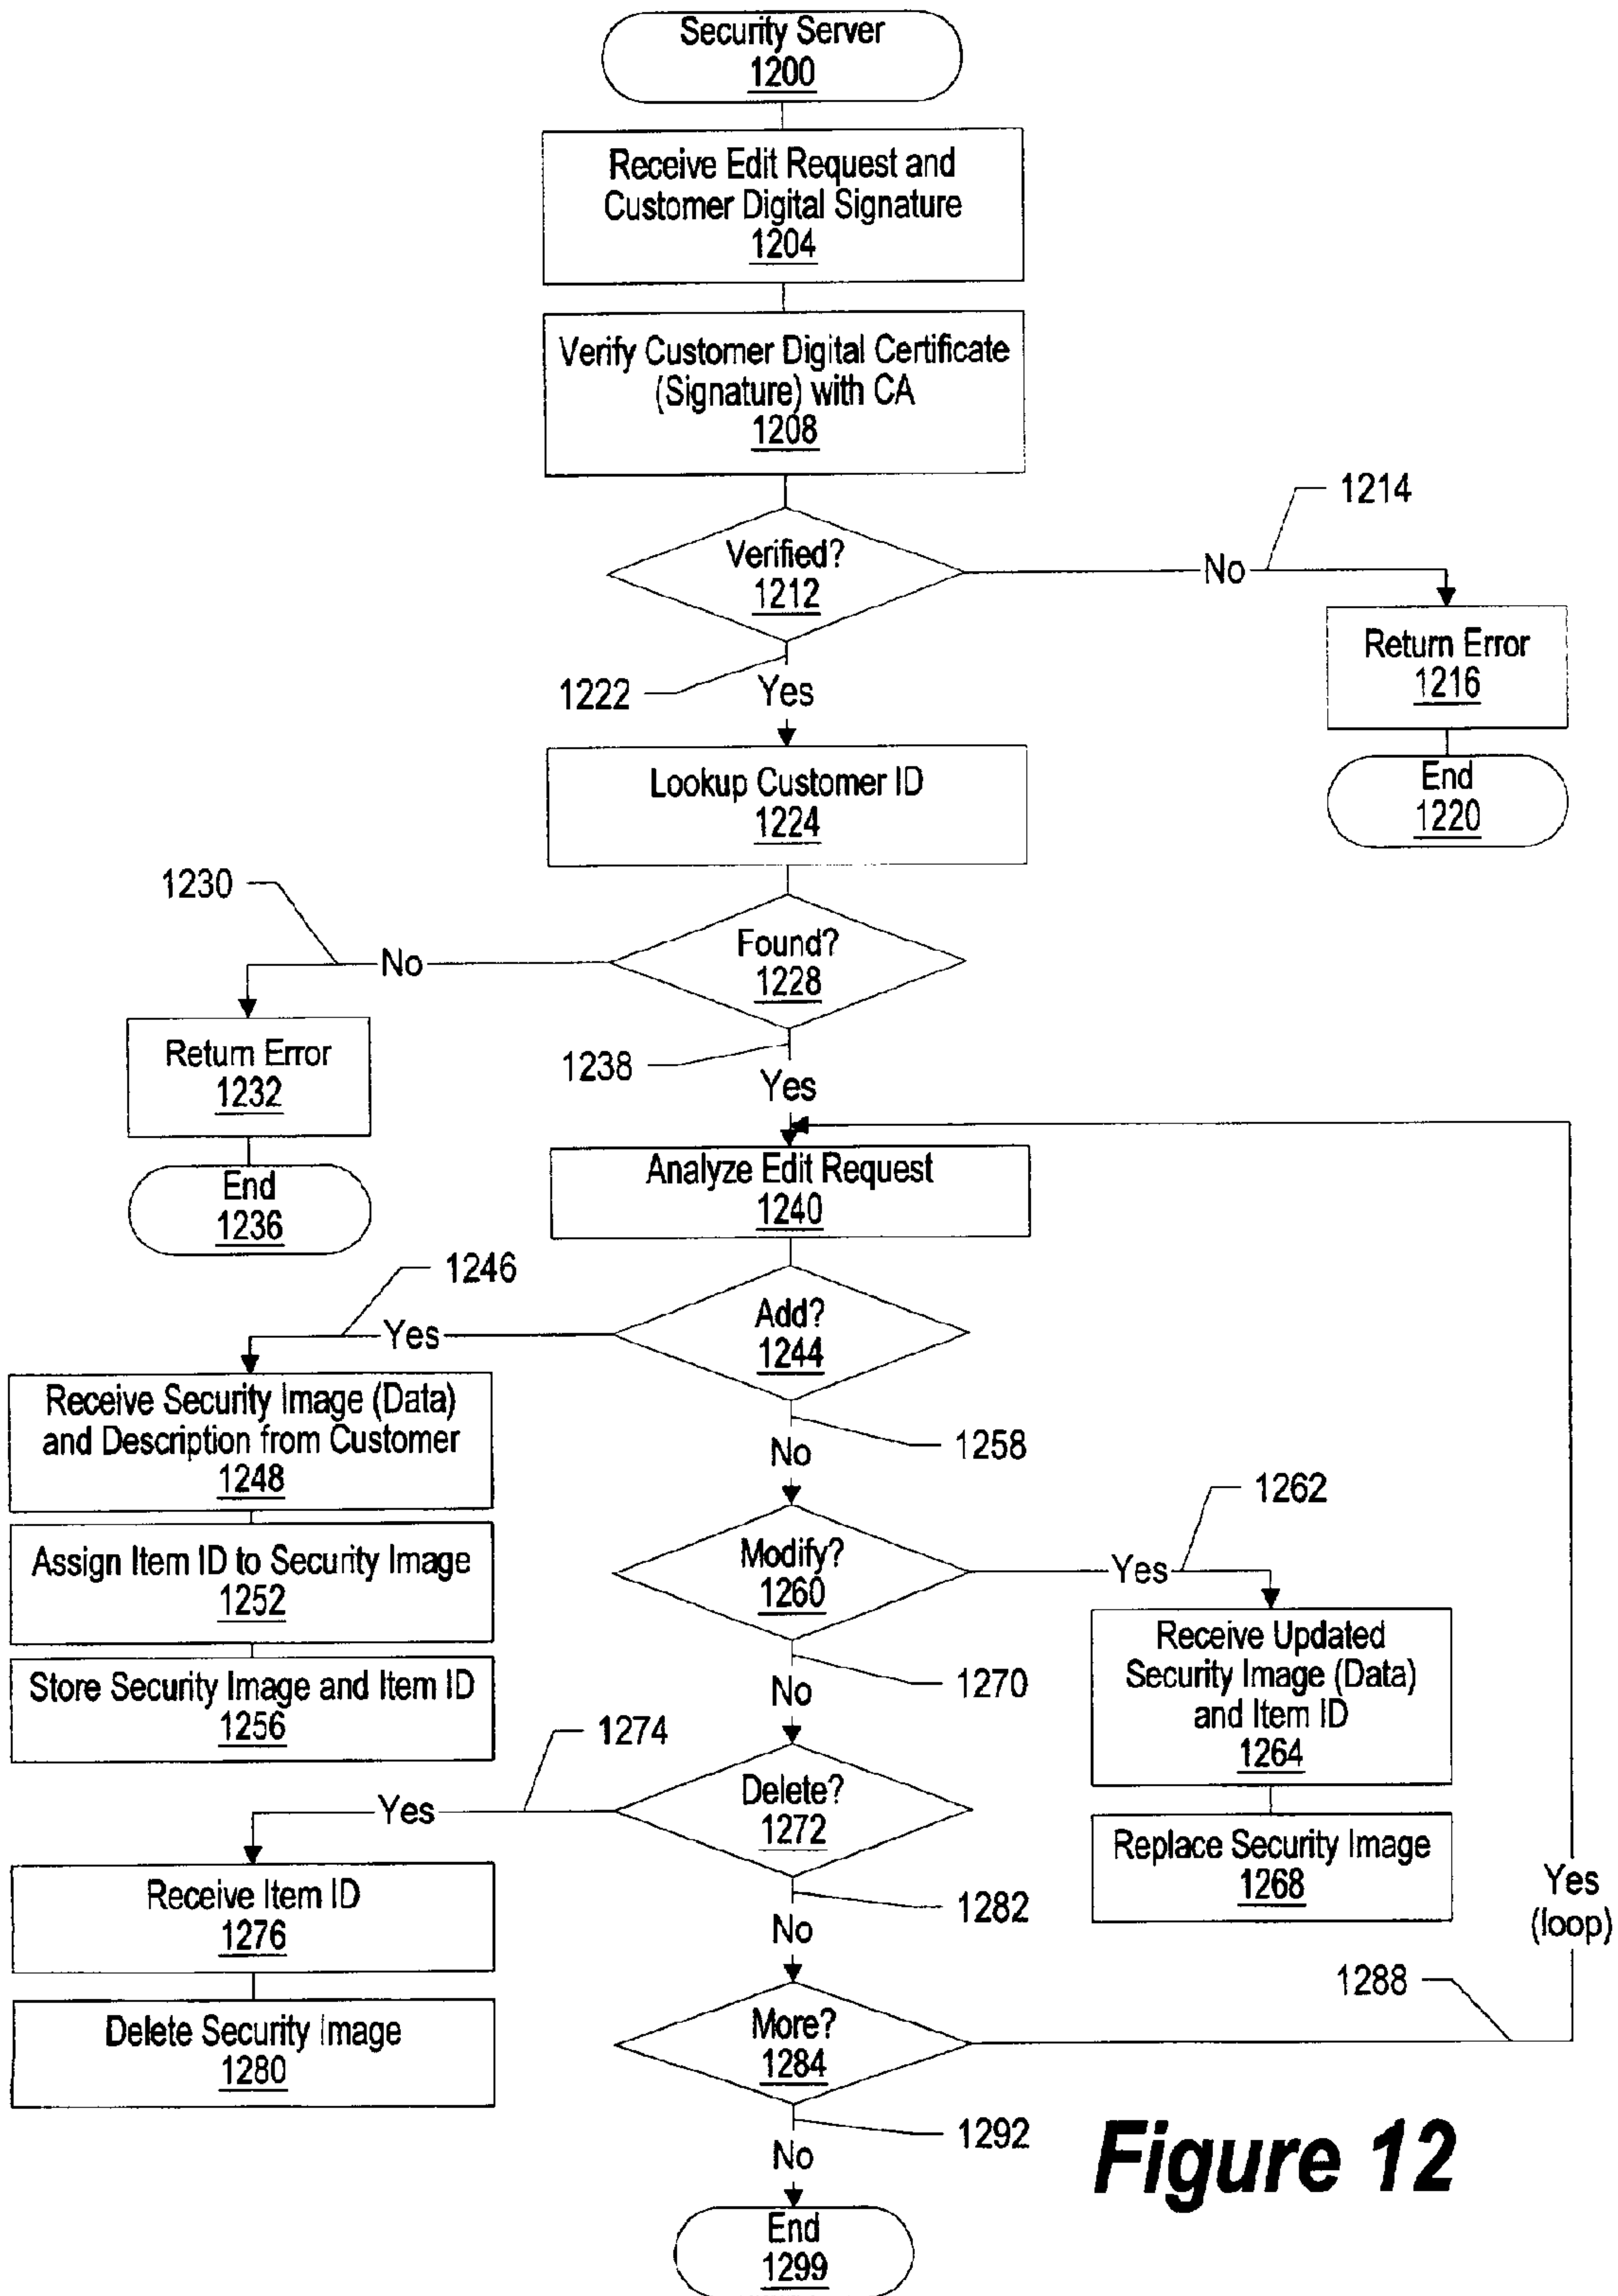 Security Server
1200
Receive Edit Request and
Customer Digital Signature
1204
Verify Customer Digital Certificate
(Signature) with CA
1208
1214
Verified?
1212
No
Return Error
1216
1222
Yes
End
1220
Lookup Customer ID
1224
1230
Found?
1228
No
Return Error
1232
1238
Yes
End
1236
Analyze Edit Request
1240
1246
Add?
1244
Yes
Receive Security Image (Data)
and Description from Customer
1248
1258
No
1262
Assign Item ID to Security Image
1252
Modify?
1260
Yes
Receive Updated
Security Image (Data)
and Item ID
1264
Store Security Image and Item ID
1256
1270
No
1274
Delete?
1272
Yes
Replace Security Image
1268
Yes
(loop)
Receive Item ID
1276
1282
No
1288
Delete Security Image
1280
More?
1284
1292
No
Figure 12
End
1299